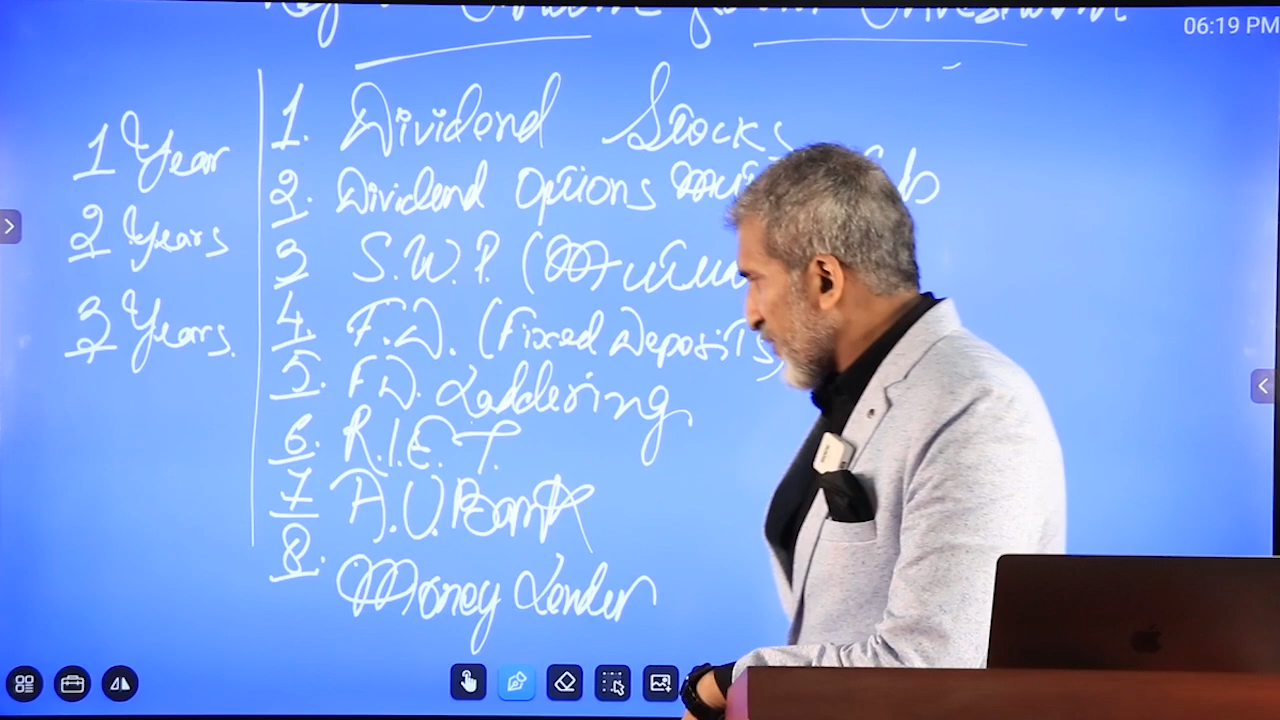 06:19 PM
1 Year
2 Years
3 Years.
1. Dividend Stocks
2. Dividend Options
3 S.W.P. (Mutua
4. F.D. (Fixed Deposits)
5. F.D. Laddering
6. R.I.E.T.
7 A.U. Bank
8. Money Lender